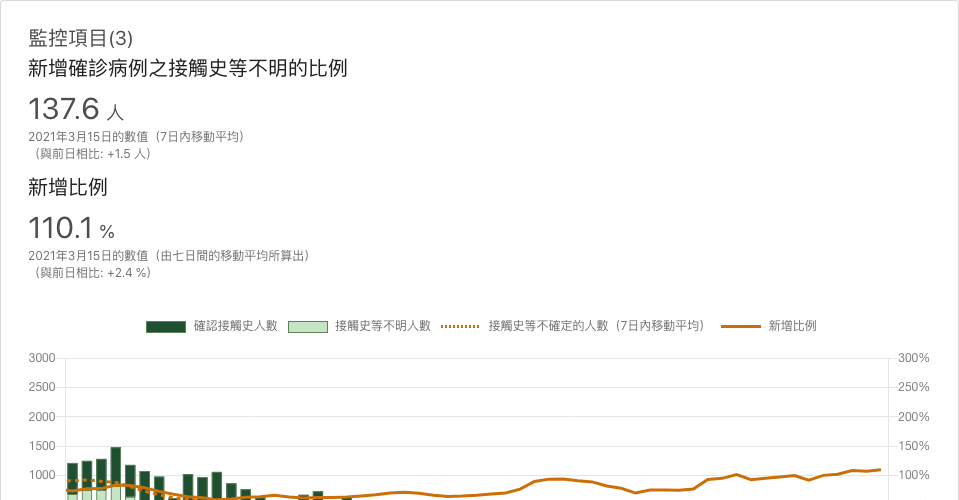 監控項目(3)
新增確診病例之接觸史等不明的比例
137.6 人
2021年3月15日的數值（7日內移動平均）
（與前日相比: +1.5 人）
新增比例
110.1 %
2021年3月15日的數值（由七日間的移動平均所算出）
（與前日相比: +2.4 %）
確認接觸史人數 接觸史等不明人數 接觸史等不確定的人數（7日內移動平均） 新增比例
3000 300%
2500 250%
2000 200%
1500 150%
1000 100%